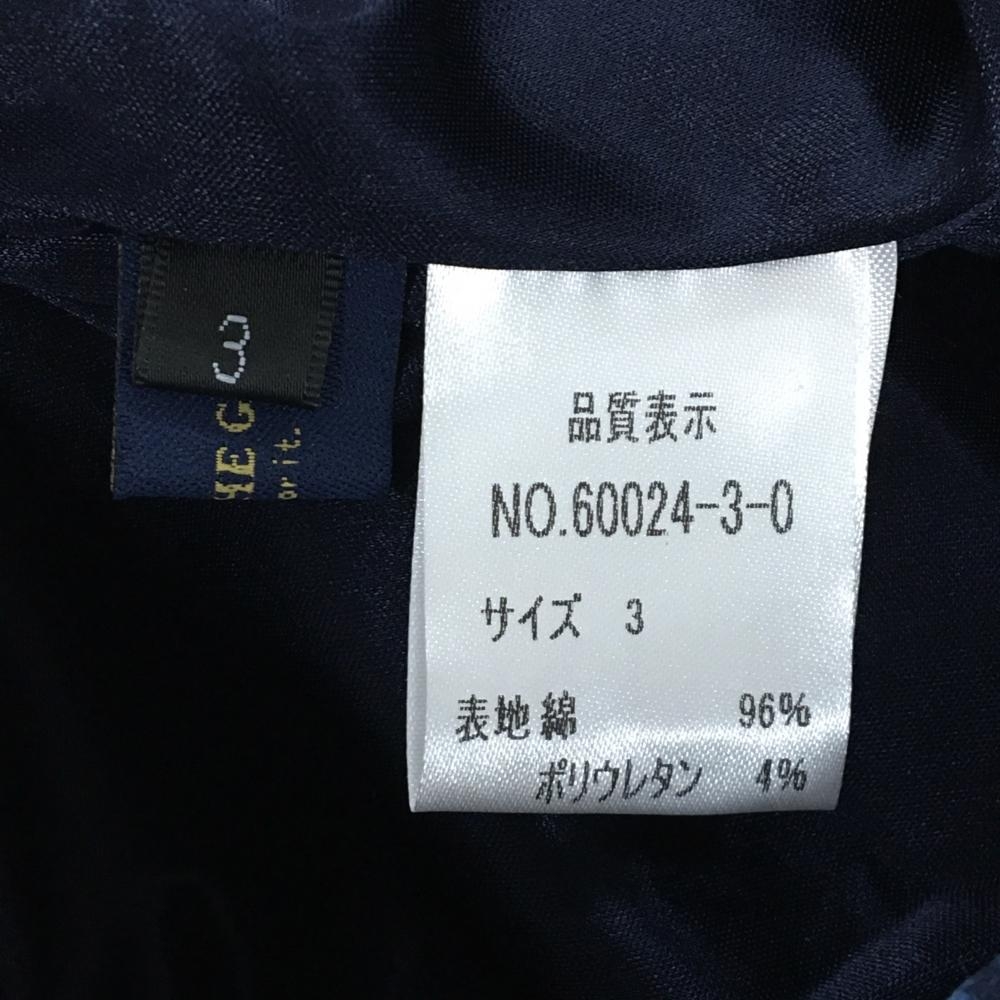 3
品質表示
NO.60024-3-0
サイズ 3
表地 綿 96%
ポリウレタン 4%